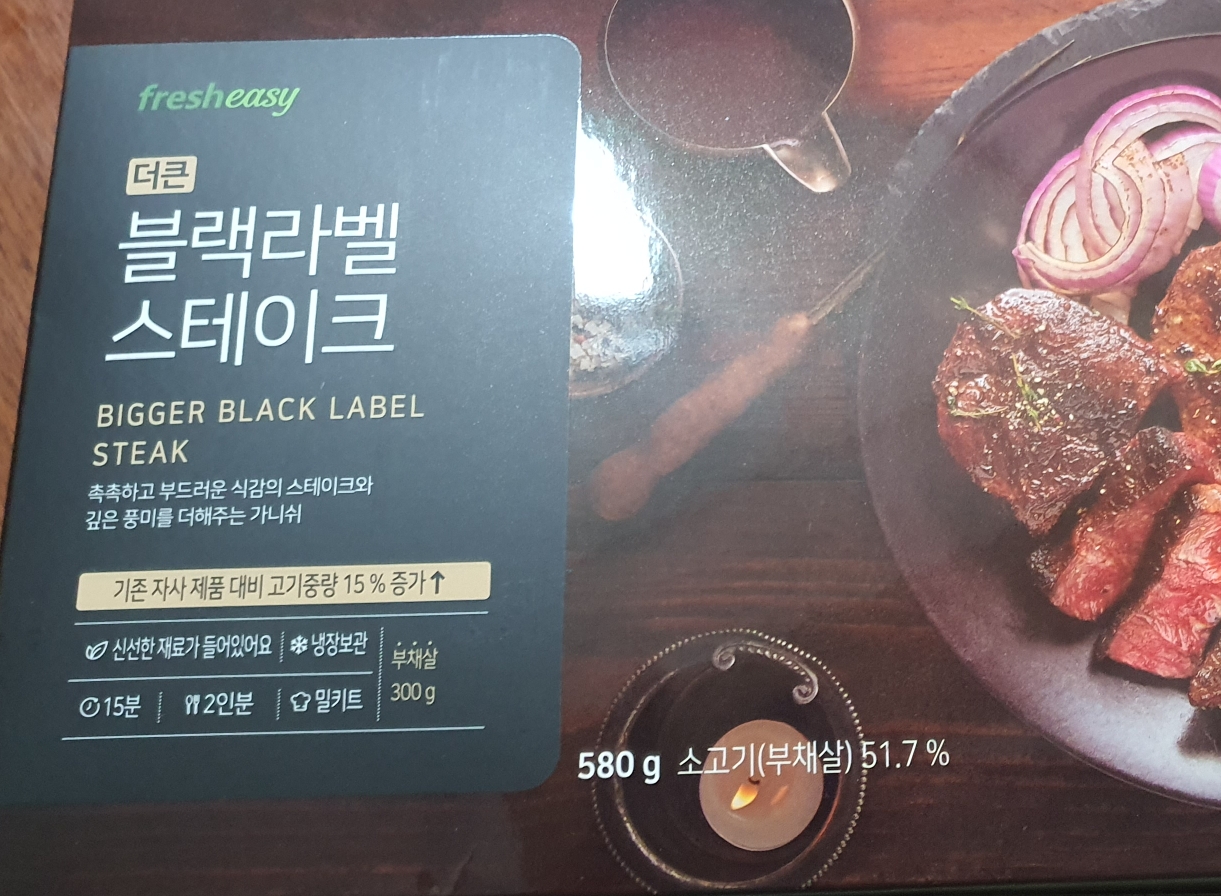 fresheasy
더큰
블랙라벨
스테이크
BIGGER BLACK LABEL
STEAK
촉촉하고 부드러운 식감의 스테이크와
깊은 풍미를 더해주는 가니쉬
기존 자사 제품 대비 고기중량 15 % 증가↑
신선한 재료가 들어있어요 냉장보관
부채살
300 g
15분 2인분 밀키트
580 g 소고기(부채살) 51.7 %